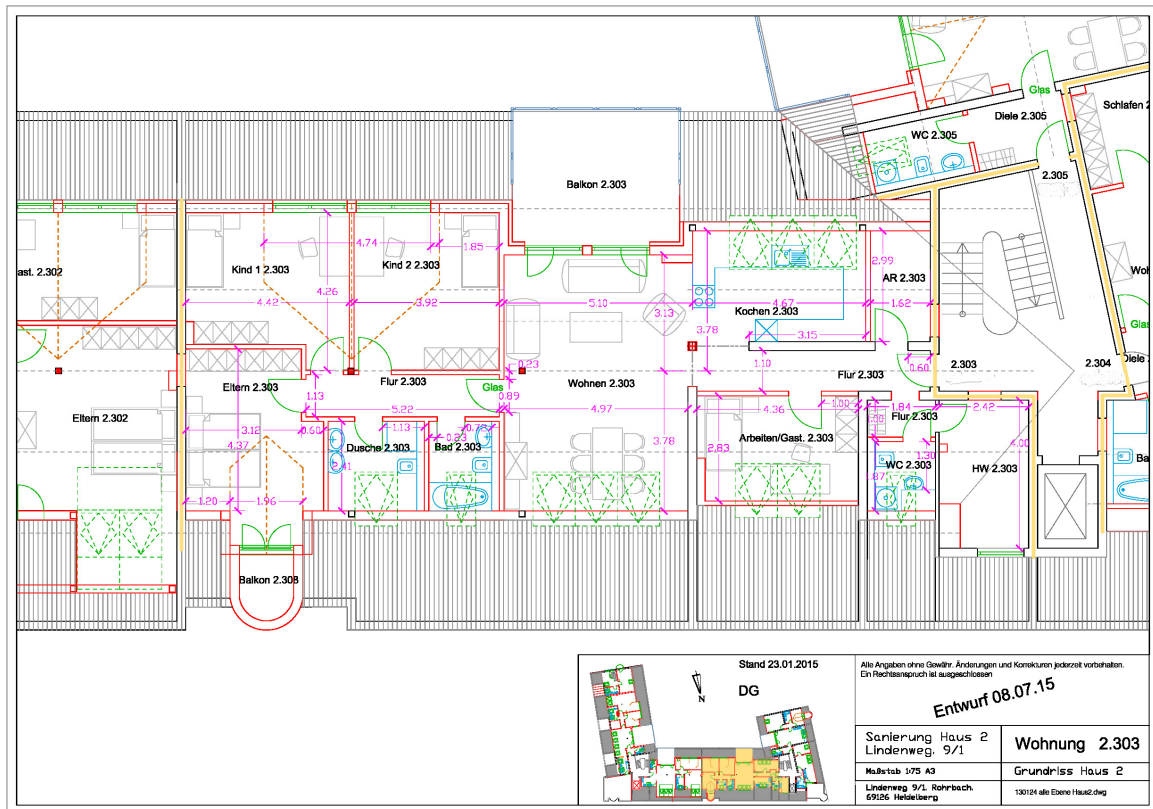 Glas
Schlafen 2
Diele 2.305
WC 2.305
2.305
Balkon 2.303
ast. 2.302
Kind 1 2.303
4.74
Kind 2 2.303
1.85
4.26
4.42
3.92
5.10
3.13
3.78
Kochen 2.303
4.67
3.15
2.99
AR 2.303
1.62
Woh
Glas
Diele 2
2.304
2.303
Eltern 2.303
Flur 2.303
Glas
0.23
0.89
Wohnen 2.303
1.10
Flur 2.303
0.60
1.13
5.22
4.97
4.36
1.00
1.84
2.42
Flur 2.303
Eltern 2.302
3.12
4.37
0.60
Dusche 2.303
1.13
2.41
Bad 2.303
3.78
2.83
Arbeiten/Gast. 2.303
WC 2.303
1.30
HW 2.303
4.00
Ba
1.20
1.96
Balkon 2.303
Stand 23.01.2015
DG
N
Alle Angaben ohne Gewähr. Änderungen und Korrekturen jederzeit vorbehalten.
Ein Rechtsanspruch ist ausgeschlossen
Entwurf 08.07.15
Sanierung Haus 2
Lindenweg. 9/1
Wohnung 2.303
Maßstab 1:75 A3
Grundriss Haus 2
Lindenweg 9/1. Rohrbach.
69126 Heidelberg
130124 alle Ebene Haus2.dwg